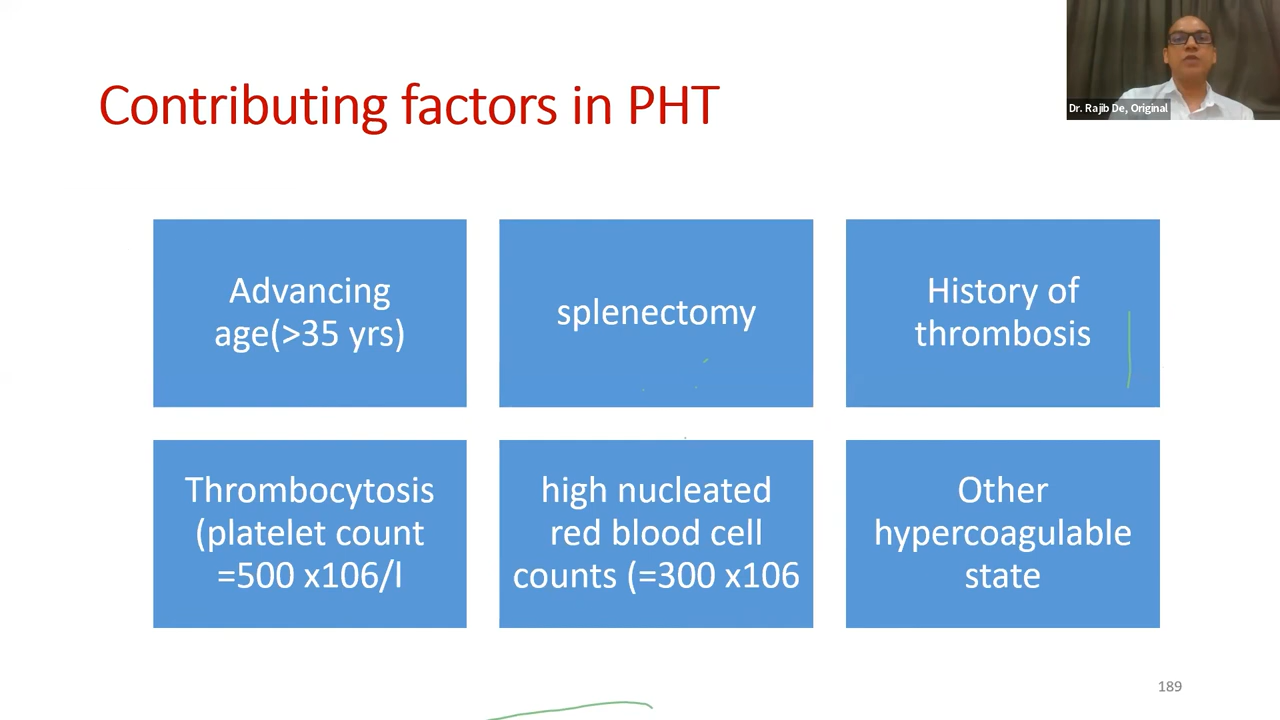 Dr. Rajib De, Original
Contributing factors in PHT
Advancing
age(>35 yrs)
splenectomy
History of
thrombosis
Thrombocytosis
(platelet count
=500 x106/l
high nucleated
red blood cell
counts (=300 x106
Other
hypercoagulable
state
189